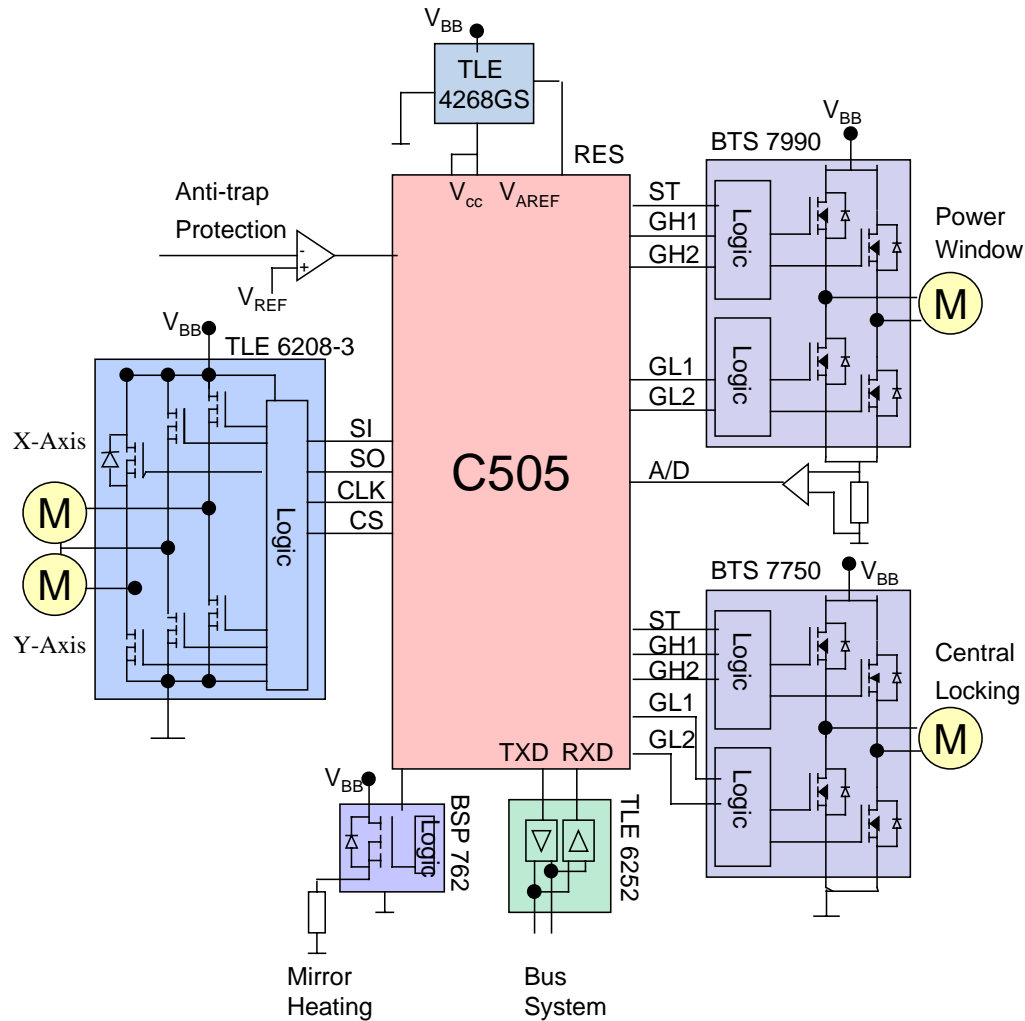 VBB
TLE
4268GS
RES
Vcc
VAREF
Anti-trap
Protection
-
+
VREF
VBB
TLE 6208-3
X-Axis
M
M
Y-Axis
Logic
SI
SO
CLK
CS
C505
ST
GH1
GH2
GL1
GL2
A/D
BTS 7990
VBB
Logic
Logic
Power
Window
M
BTS 7750
VBB
ST
GH1
GH2
GL1
GL2
Logic
Logic
Central
Locking
M
TXD
RXD
VBB
Logic
BSP 762
Mirror
Heating
TLE 6252
Bus
System